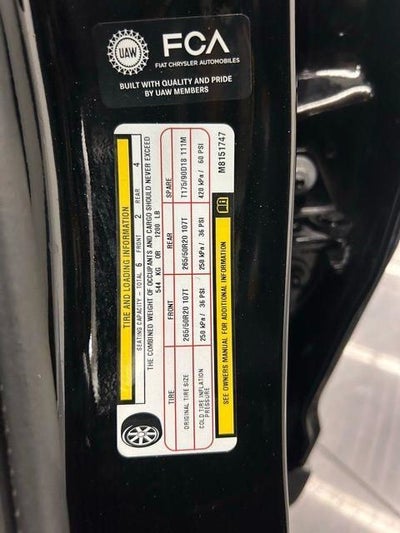 UAW
FCA
FIAT CHRYSLER AUTOMOBILES
BUILT WITH QUALITY AND PRIDE
BY UAW MEMBERS
TIRE AND LOADING INFORMATION
SEATING CAPACITY - TOTAL 6 FRONT 2 REAR 4
THE COMBINED WEIGHT OF OCCUPANTS AND CARGO SHOULD NEVER EXCEED
544 KG OR 1200 LB
TIRE FRONT REAR SPARE
ORIGINAL TIRE SIZE 265/50R20 107T 265/50R20 107T T175/90D18 111M
COLD TIRE INFLATION PRESSURE 250 kPa / 36 PSI 250 kPa / 36 PSI 420 kPa / 60 PSI
SEE OWNERS MANUAL FOR ADDITIONAL INFORMATION
M8151747